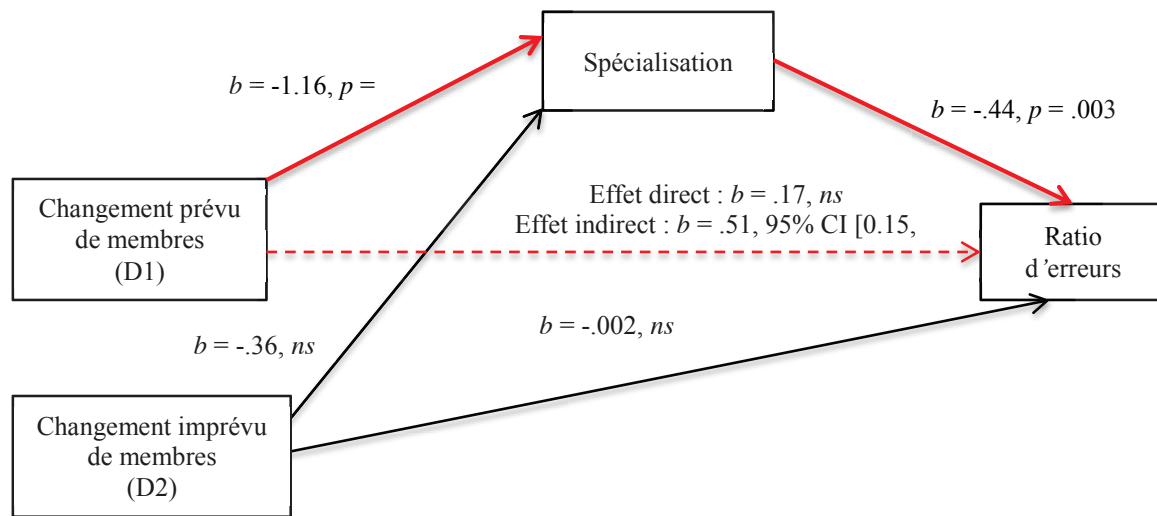 Spécialisation
b = -1.16, p =
b = -.44, p = .003
Changement prévu
de membres
(D1)
Effet direct : b = .17, ns
Effet indirect : b = .51, 95% CI [0.15,
Ratio
d'erreurs
b = -.36, ns
b = -.002, ns
Changement imprévu
de membres
(D2)